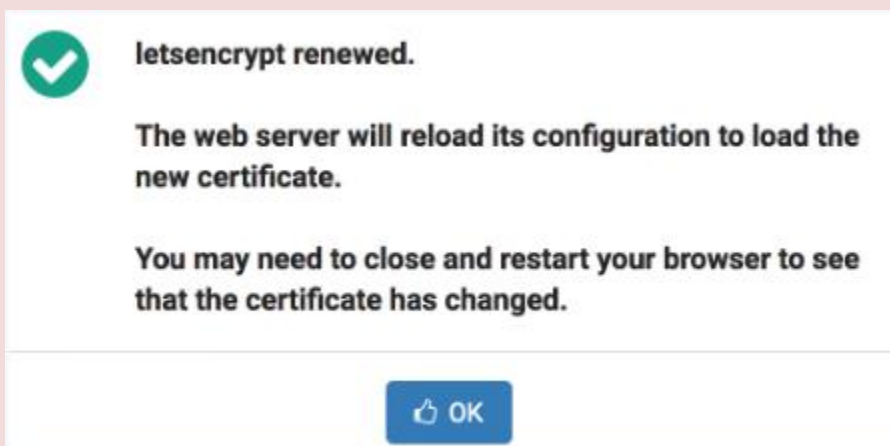 letsencrypt renewed.
The web server will reload its configuration to load the
new certificate.
You may need to close and restart your browser to see
that the certificate has changed.
OK